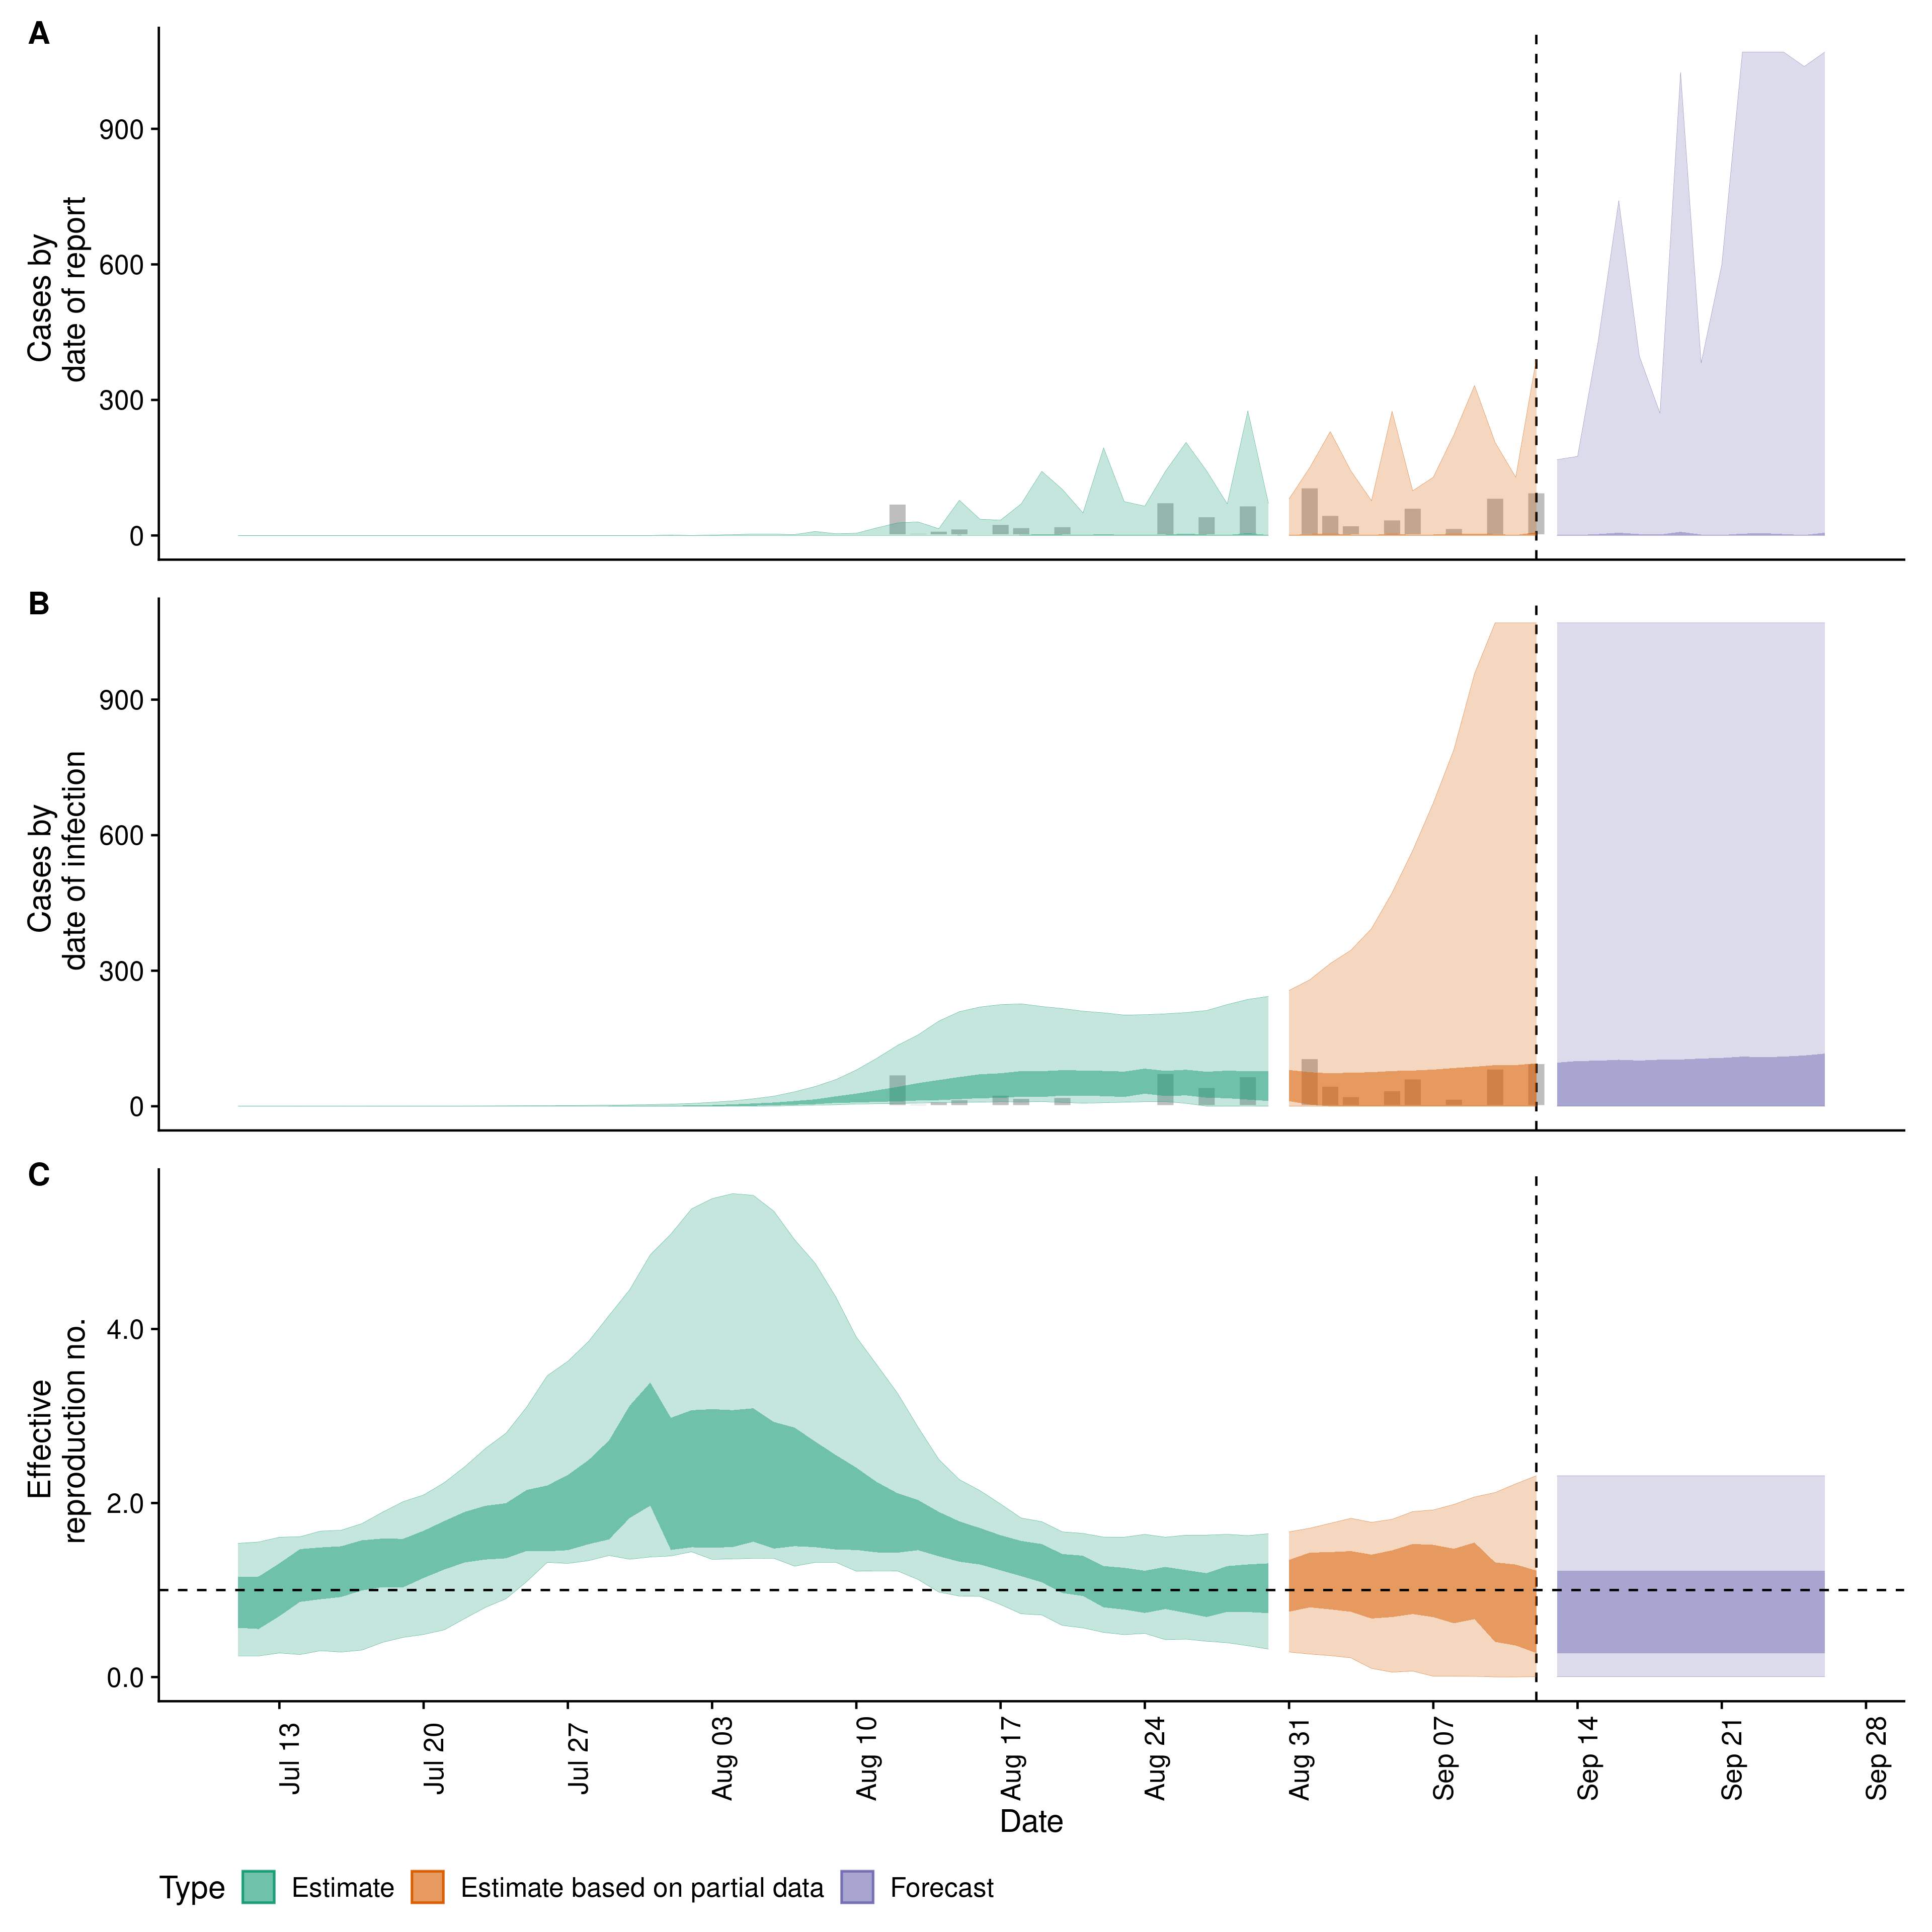 A
Cases by
date of report
900
600
300
0
B
Cases by
date of infection
900
600
300
0
C
Effective
reproduction no.
4.0
2.0
0.0
Jul 13
Jul 20
Jul 27
Aug 03
Aug 10
Aug 17
Aug 24
Aug 31
Sep 07
Sep 14
Sep 21
Sep 28
Date
Type Estimate Estimate based on partial data Forecast